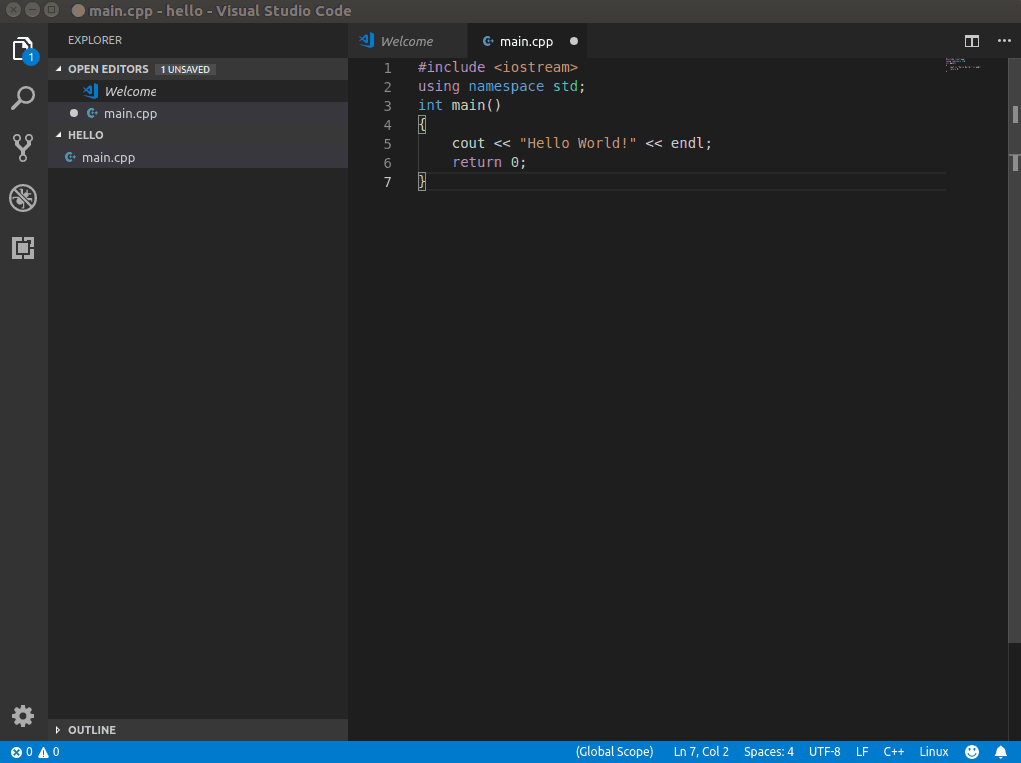 main.cpp - hello - Visual Studio Code
EXPLORER
1
OPEN EDITORS 1 UNSAVED
Welcome
main.cpp
HELLO
main.cpp
OUTLINE
Welcome
main.cpp
1 #include <iostream>
2 using namespace std;
3 int main()
4 {
5     cout << "Hello World!" << endl;
6     return 0;
7 }
0 0 (Global Scope) Ln 7, Col 2 Spaces: 4 UTF-8 LF C++ Linux